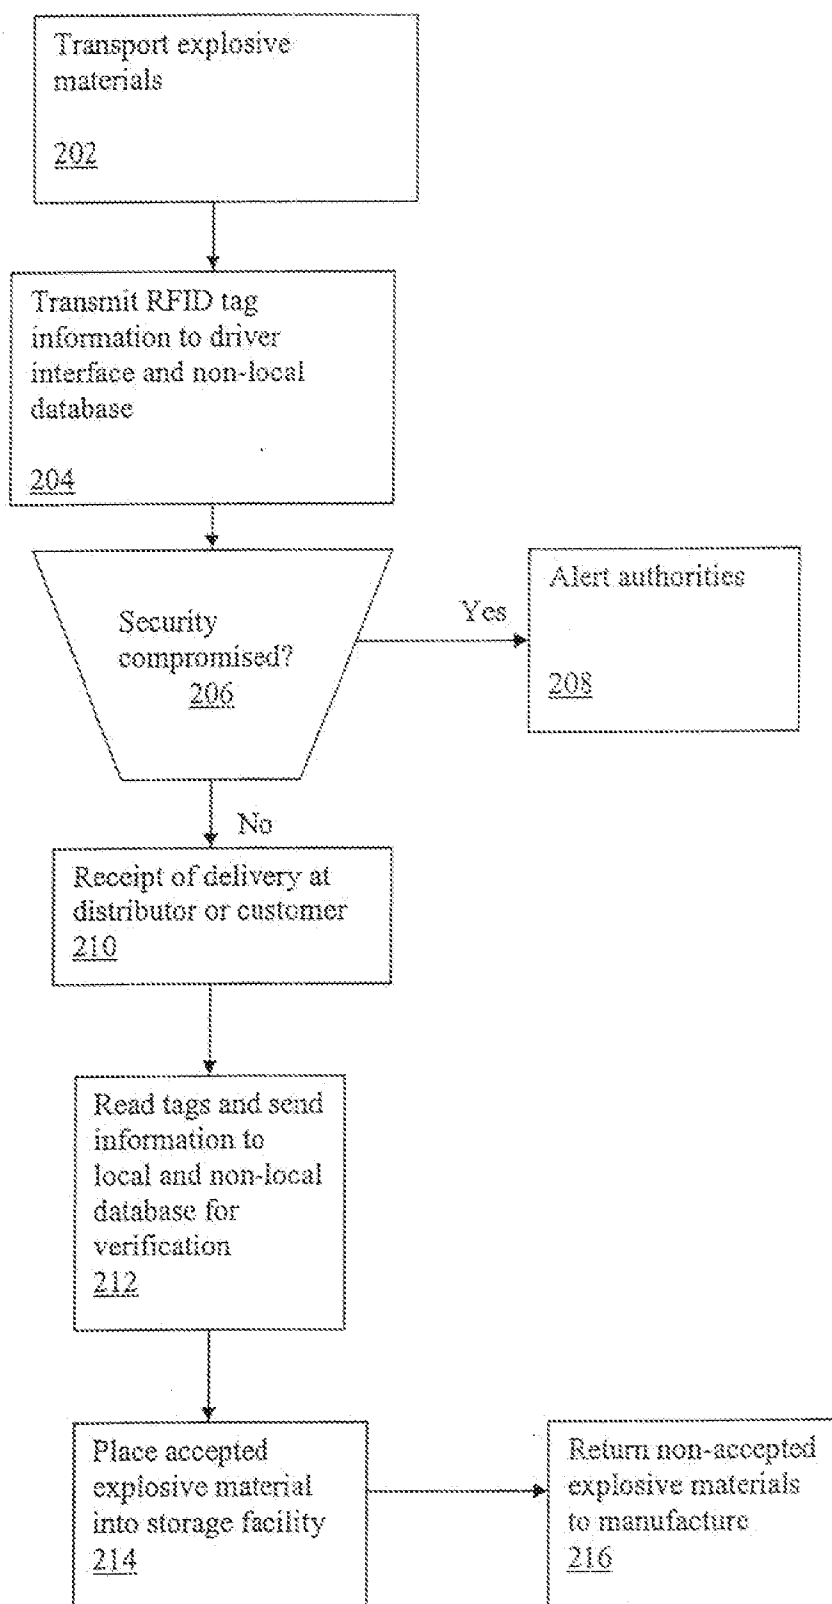 Transport explosive
materials
202
Transmit RFID tag
information to driver
interface and non-local
database
204
Security
compromised?
206
Yes
Alert authorities
208
No
Receipt of delivery at
distributor or customer
210
Read tags and send
information to
local and non-local
database for
verification
212
Place accepted
explosive material
into storage facility
214
Return non-accepted
explosive materials
to manufacture
216